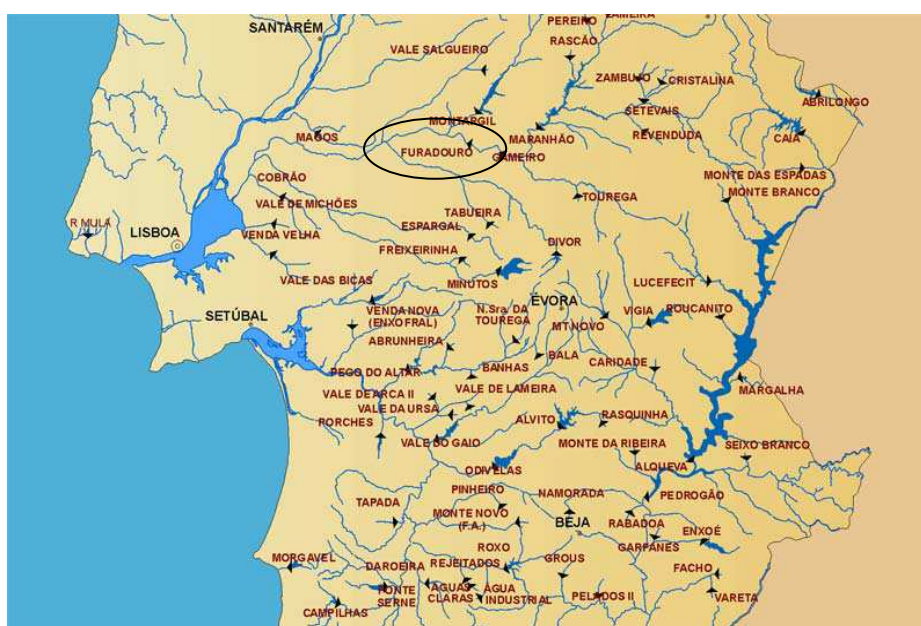 ZAMEIRA
PEREIRO
SANTARÉM
RASCÃO
VALE SALGUEIRO
ZAMBUJO
CRISTALINA
ABRILONGO
SETEVAIS
MONTARGIL
MAGOS
MARANHÃO
REVENDUDA
CAIA
FURADOURO
GAMEIRO
MONTE DAS ESPADAS
COBRÃO
MONTE BRANCO
TOUREGA
VALE DE MICHÕES
TABUEIRA
R MULA
ESPARGAL
LISBOA
VENDA VELHA
DIVOR
FREIXEIRINHA
VALE DAS BICAS
MINUTOS
LUCEFECIT
ÉVORA
VENDA NOVA
(ENXOFRAL)
N.Sra. DA
TOUREGA
VIGIA
ROUCANITO
SETÚBAL
MT.NOVO
ABRUNHEIRA
BALA
CARIDADE
PEGO DO ALTAR
BANHAS
VALE DE ARCA II
VALE DE LAMEIRA
MARGALHA
VALE DA URSA
PORCHES
ALVITO
RASQUINHA
VALE DO GAIO
MONTE DA RIBEIRA
SEIXO BRANCO
ODIVELAS
ALQUEVA
PINHEIRO
NAMORADA
PEDROGÃO
TAPADA
MONTE NOVO
(F.A.)
BEJA
RABADOA
ENXOÉ
ROXO
GARFANES
MORGAVEL
DAROEIRA
REJEITADOS
GROUS
FACHO
FONTE
SERNE
AGUAS
CLARAS
ÁGUA
INDUSTRIAL
PELADOS II
VARETA
CAMPILHAS